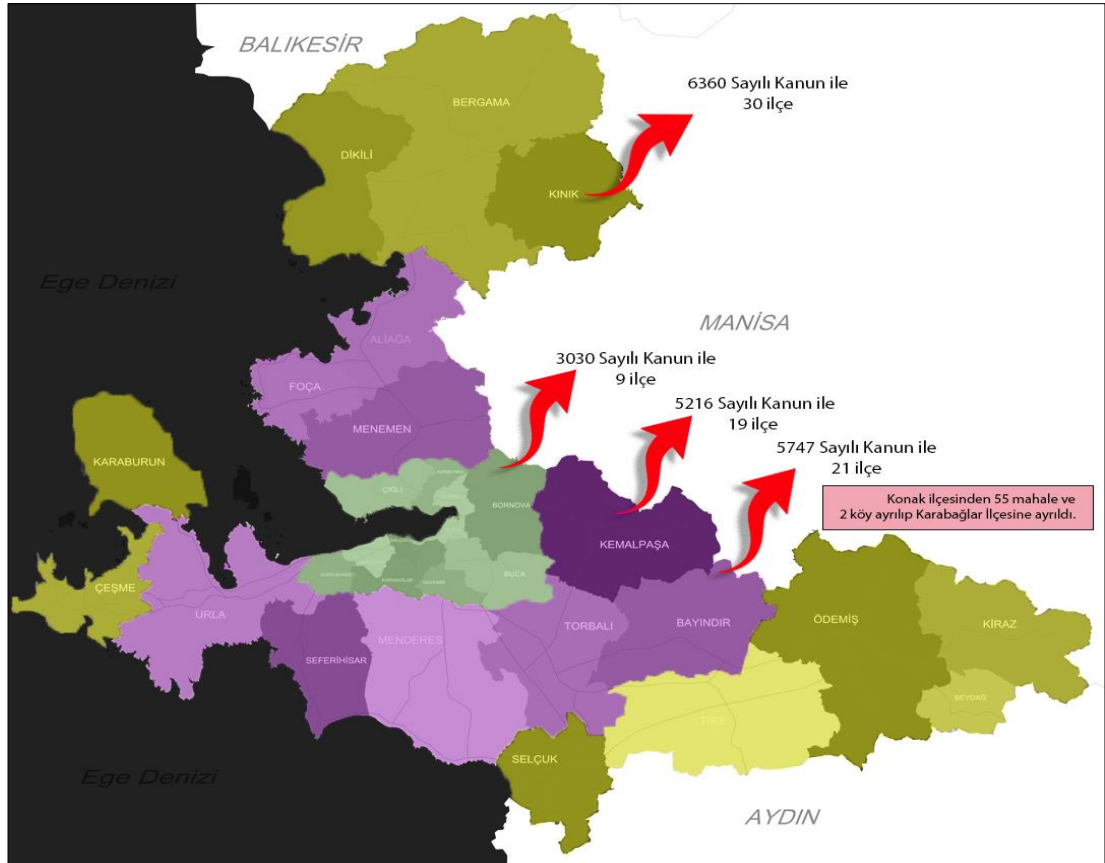 BALIKESİR
6360 Sayılı Kanun ile
30 ilçe
BERGAMA
DİKİLİ
KINIK
Ege Denizi
MANİSA
ALİAĞA
3030 Sayılı Kanun ile
9 ilçe
FOÇA
5216 Sayılı Kanun ile
19 ilçe
MENEMEN
5747 Sayılı Kanun ile
21 ilçe
KARABURUN
ÇİĞLİ
BORNOVA
Konak ilçesinden 55 mahale ve
2 köy ayrılıp Karabağlar İlçesine ayrıldı.
KEMALPAŞA
BUCA
ÇEŞME
URLA
MENDERES
TORBALI
BAYINDIR
ÖDEMİŞ
KİRAZ
SEFERİHİSAR
BEYDAĞ
TİRE
SELÇUK
Ege Denizi
AYDIN